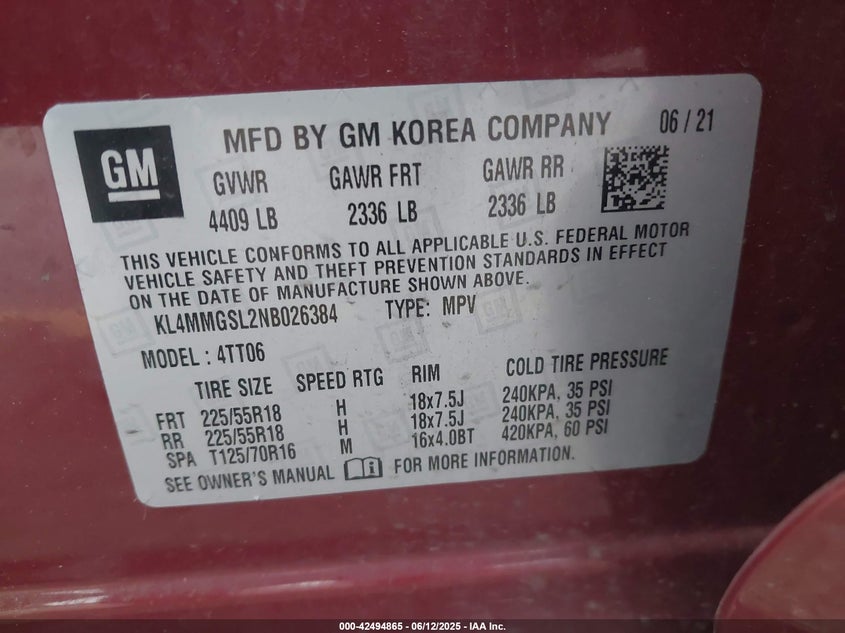 GM
MFD BY GM KOREA COMPANY 06 / 21
GVWR GAWR FRT GAWR RR
4409 LB 2336 LB 2336 LB
THIS VEHICLE CONFORMS TO ALL APPLICABLE U.S. FEDERAL MOTOR
VEHICLE SAFETY AND THEFT PREVENTION STANDARDS IN EFFECT
ON THE DATE OF MANUFACTURE SHOWN ABOVE.
KL4MMGSL2NB026384 TYPE: MPV
MODEL: 4TT06
TIRE SIZE SPEED RTG RIM COLD TIRE PRESSURE
FRT 225/55R18 H 18x7.5J 240KPA, 35 PSI
RR 225/55R18 H 18x7.5J 240KPA, 35 PSI
SPA T125/70R16 M 16x4.0BT 420KPA, 60 PSI
SEE OWNER'S MANUAL FOR MORE INFORMATION.
000-42494865 - 06/12/2025 - IAA Inc.